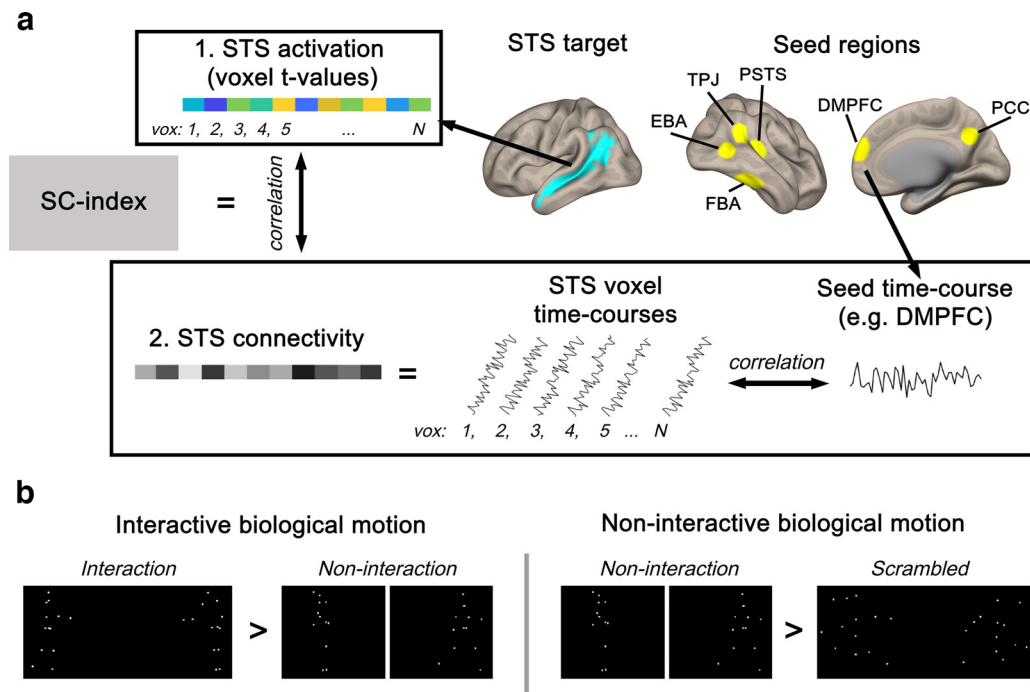 a
1. STS activation
(voxel t-values)
vox: 1, 2, 3, 4, 5 ... N
STS target
Seed regions
TPJ
PSTS
EBA
FBA
DMPFC
PCC
SC-index
=
correlation
2. STS connectivity
=
STS voxel
time-courses
vox: 1, 2, 3, 4, 5 ... N
correlation
Seed time-course
(e.g. DMPFC)
b
Interactive biological motion
Non-interactive biological motion
Interaction
Non-interaction
Non-interaction
Scrambled
>
>